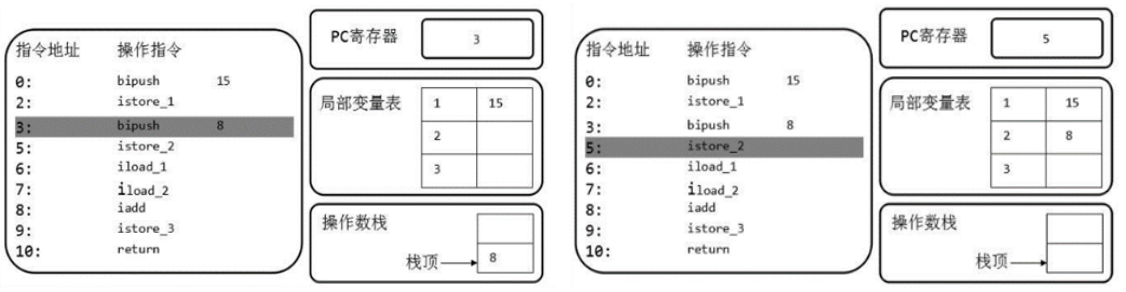 指令地址 操作指令
0: bipush 15
2: istore_1
3: bipush 8
5: istore_2
6: iload_1
7: iload_2
8: iadd
9: istore_3
10: return
PC寄存器 3
局部变量表 1 15
2
3
操作数栈
栈顶 8
指令地址 操作指令
0: bipush 15
2: istore_1
3: bipush 8
5: istore_2
6: iload_1
7: iload_2
8: iadd
9: istore_3
10: return
PC寄存器 5
局部变量表 1 15
2 8
3
操作数栈
栈顶